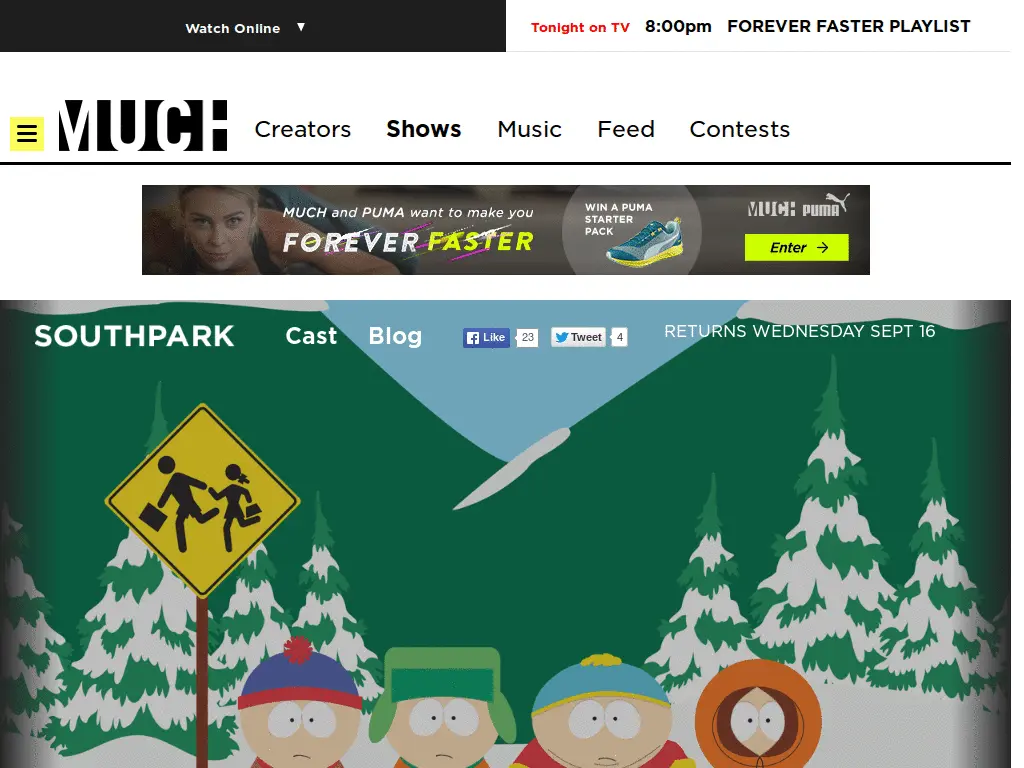 Watch Online ▼
Tonight on TV 8:00pm FOREVER FASTER PLAYLIST
MUCH Creators Shows Music Feed Contests
MUCH and PUMA want to make you
FOREVER FASTER
WIN A PUMA
STARTER
PACK
MUCH PUMA
Enter →
SOUTHPARK Cast Blog Like 23 Tweet 4 RETURNS WEDNESDAY SEPT 16